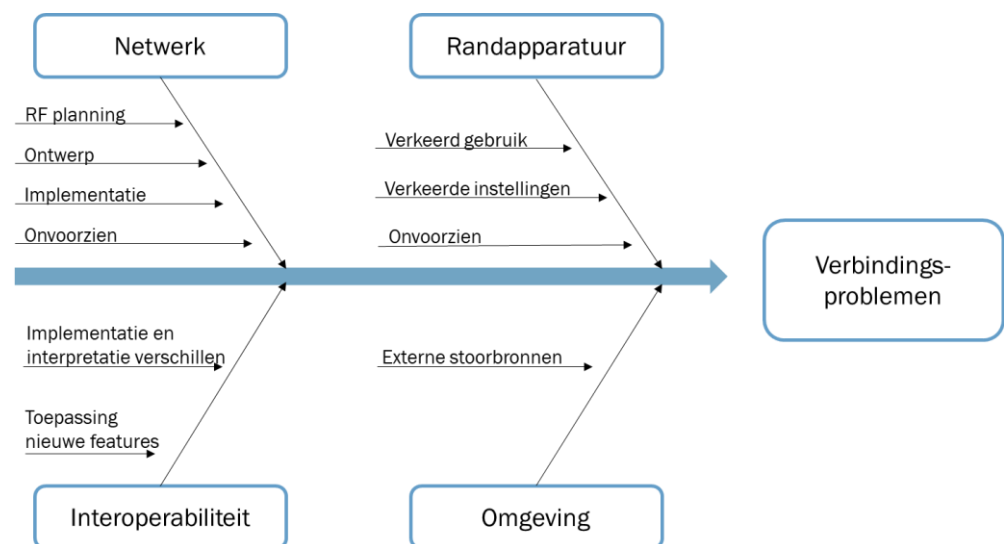 Netwerk
Randapparatuur
RF planning
Ontwerp
Implementatie
Onvoorzien
Verkeerd gebruik
Verkeerde instellingen
Onvoorzien
Verbindings-
problemen
Implementatie en
interpretatie verschillen
Toepassing
nieuwe features
Externe stoorbronnen
Interoperabiliteit
Omgeving